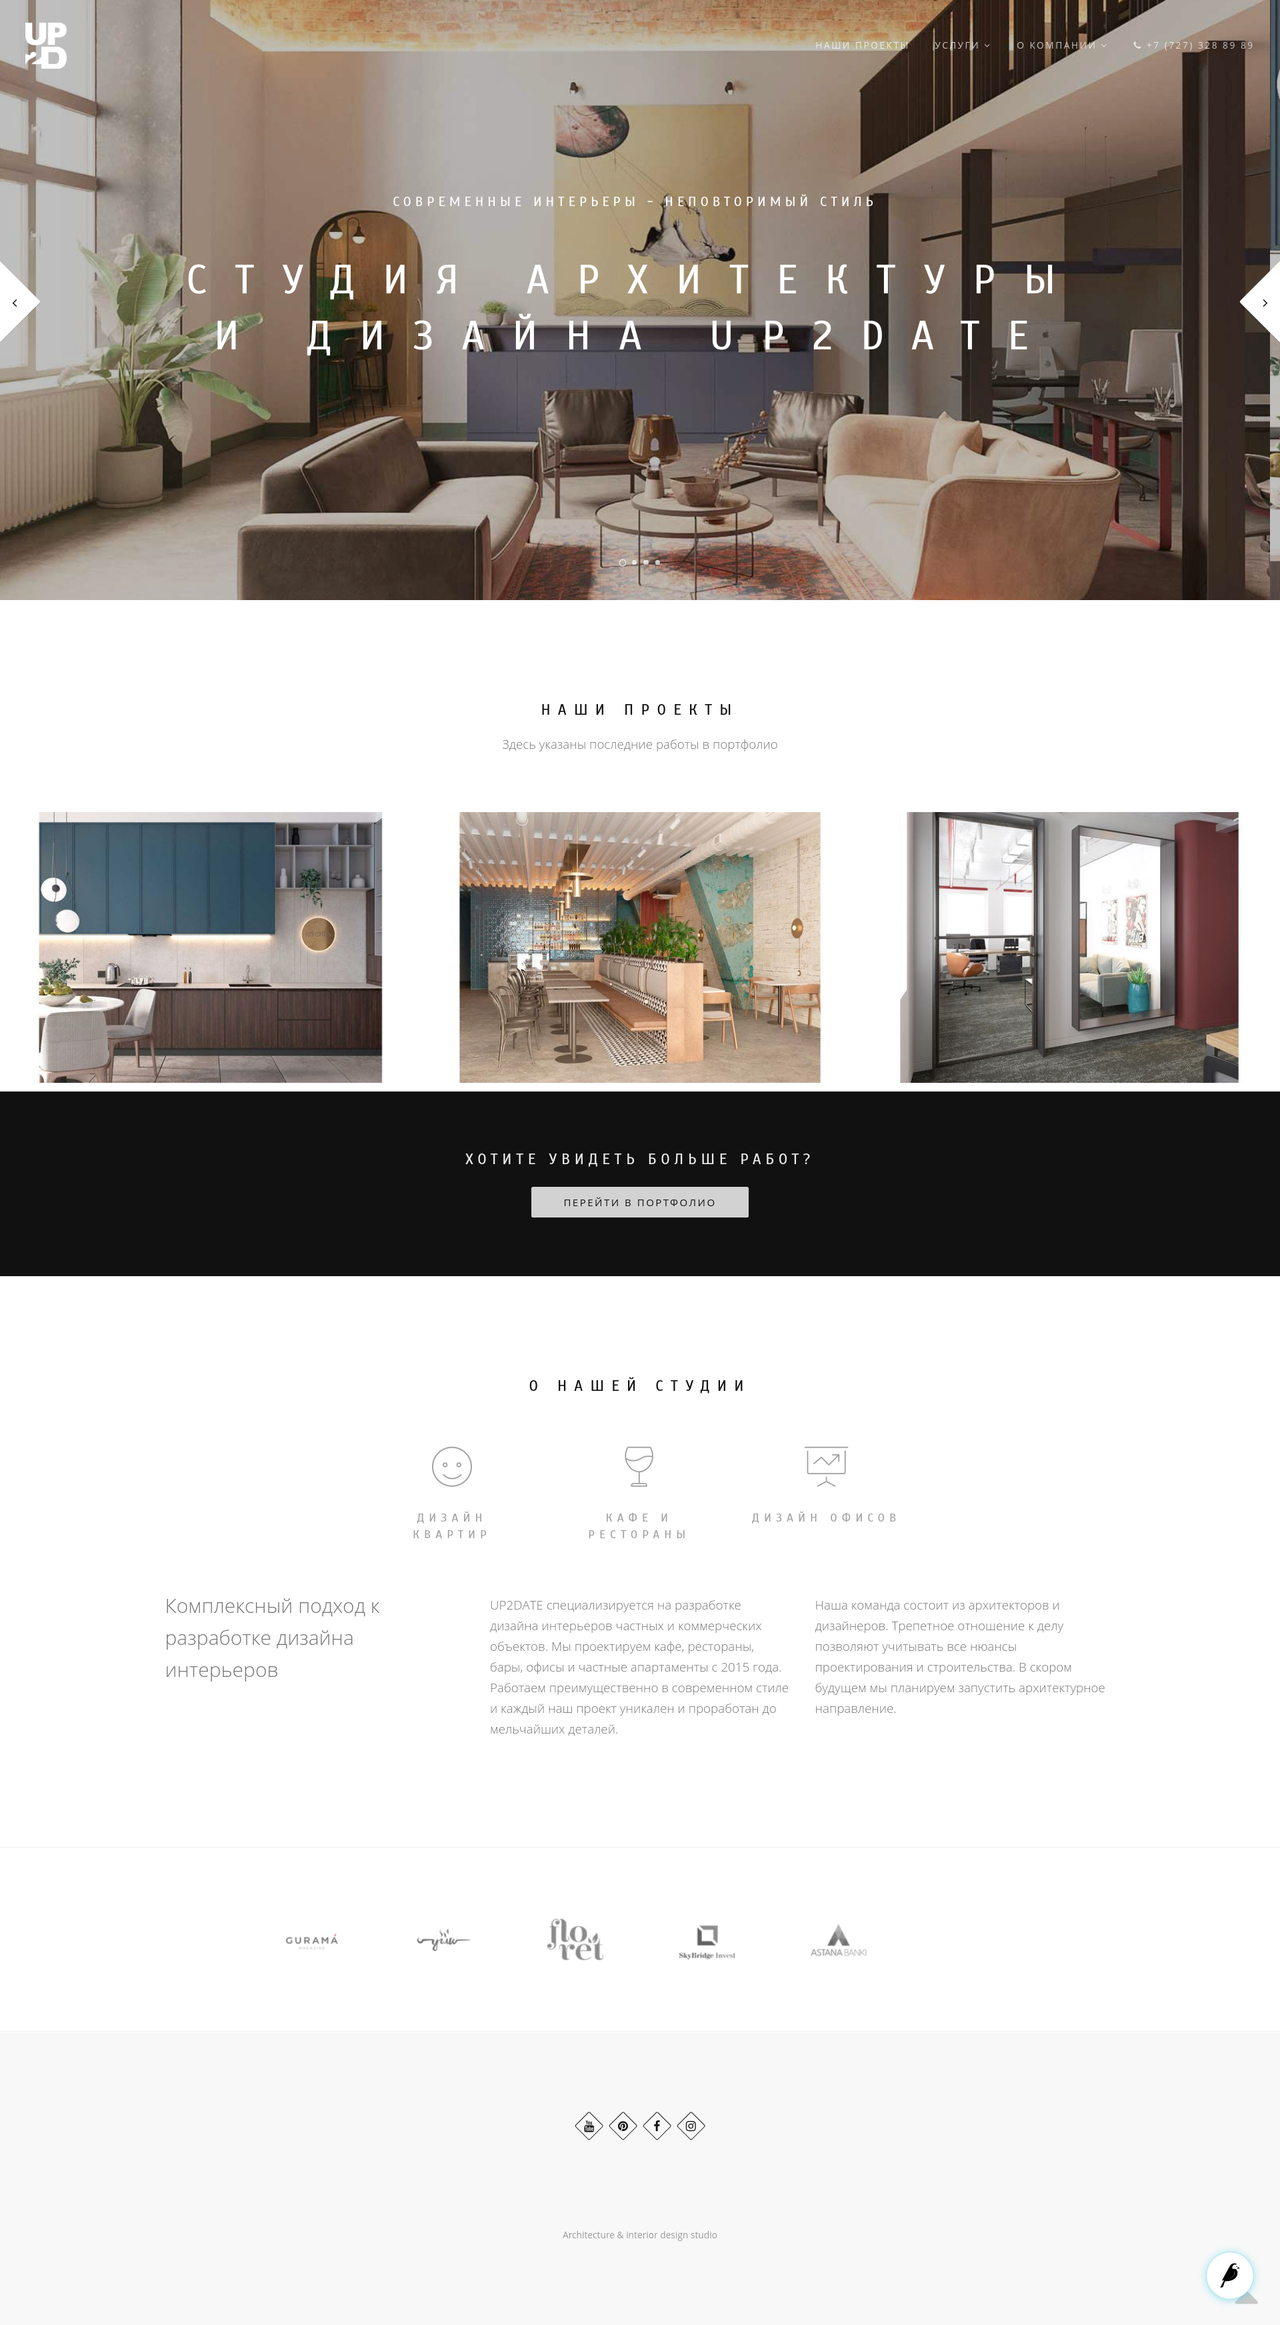 UP
2D
НАШИ ПРОЕКТЫ УСЛУГИ О КОМПАНИИ +7 (727) 328 89 89
СОВРЕМЕННЫЕ ИНТЕРЬЕРЫ – НЕПОВТОРИМЫЙ СТИЛЬ
СТУДИЯ АРХИТЕКТУРЫ
И ДИЗАЙНА UP2DATE
НАШИ ПРОЕКТЫ
Здесь указаны последние работы в портфолио
ХОТИТЕ УВИДЕТЬ БОЛЬШЕ РАБОТ?
ПЕРЕЙТИ В ПОРТФОЛИО
О НАШЕЙ СТУДИИ
ДИЗАЙН
КВАРТИР
КАФЕ И
РЕСТОРАНЫ
ДИЗАЙН ОФИСОВ
Комплексный подход к
разработке дизайна
интерьеров
UP2DATE специализируется на разработке
дизайна интерьеров частных и коммерческих
объектов. Мы проектируем кафе, рестораны,
бары, офисы и частные апартаменты с 2015 года.
Работаем преимущественно в современном стиле
и каждый наш проект уникален и проработан до
мельчайших деталей.
Наша команда состоит из архитекторов и
дизайнеров. Трепетное отношение к делу
позволяют учитывать все нюансы
проектирования и строительства. В скором
будущем мы планируем запустить архитектурное
направление.
GURAMÁ
flo
ret
SkyBridge Invest
ASTANA BANKI
Architecture & interior design studio